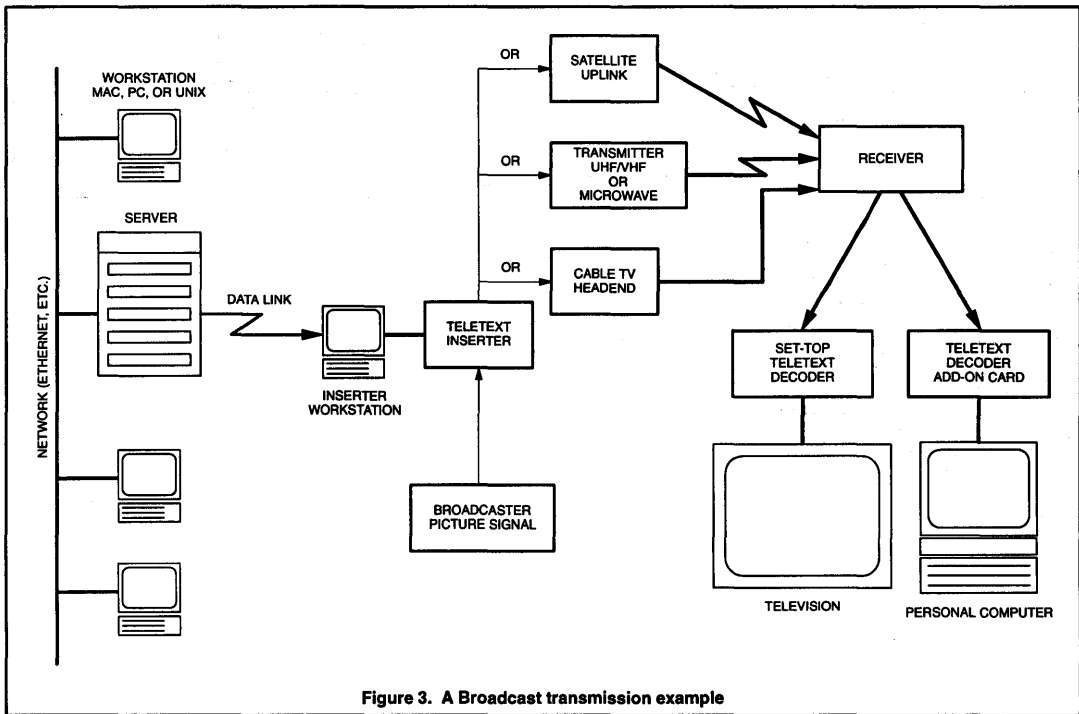 WORKSTATION
MAC, PC, OR UNIX
SERVER
NETWORK (ETHERNET, ETC.)
DATA LINK
INSERTER
WORKSTATION
TELETEXT
INSERTER
BROADCASTER
PICTURE SIGNAL
OR
SATELLITE
UPLINK
OR
TRANSMITTER
UHF/VHF
OR
MICROWAVE
OR
CABLE TV
HEADEND
RECEIVER
SET-TOP
TELETEXT
DECODER
TELETEXT
DECODER
ADD-ON CARD
TELEVISION
PERSONAL COMPUTER
Figure 3. A Broadcast transmission example